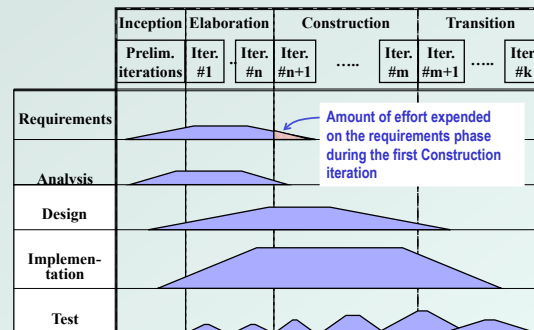 Inception Elaboration Construction Transition
Prelim. iterations Iter. #1 .. Iter. #n Iter. #n+1 ..... Iter. #m Iter. #m+1 ..... Iter. #k
Requirements
Amount of effort expended
on the requirements phase
during the first Construction
iteration
Analysis
Design
Implemen-
tation
Test